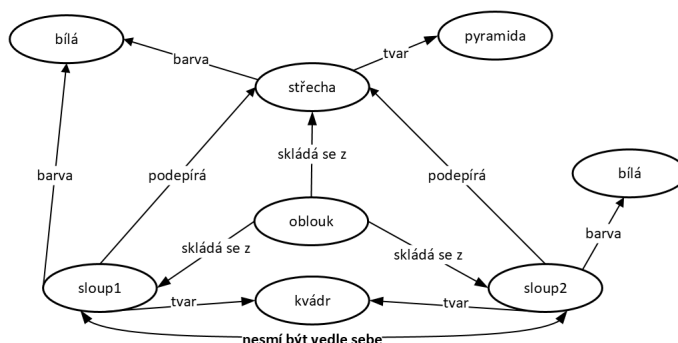 bílá
pyramida
barva
tvar
střecha
skládá se z
barva
podepírá
podepírá
bílá
oblouk
barva
skládá se z
skládá se z
sloup1
tvar
kvádr
tvar
sloup2
nesmí být vedle sebe